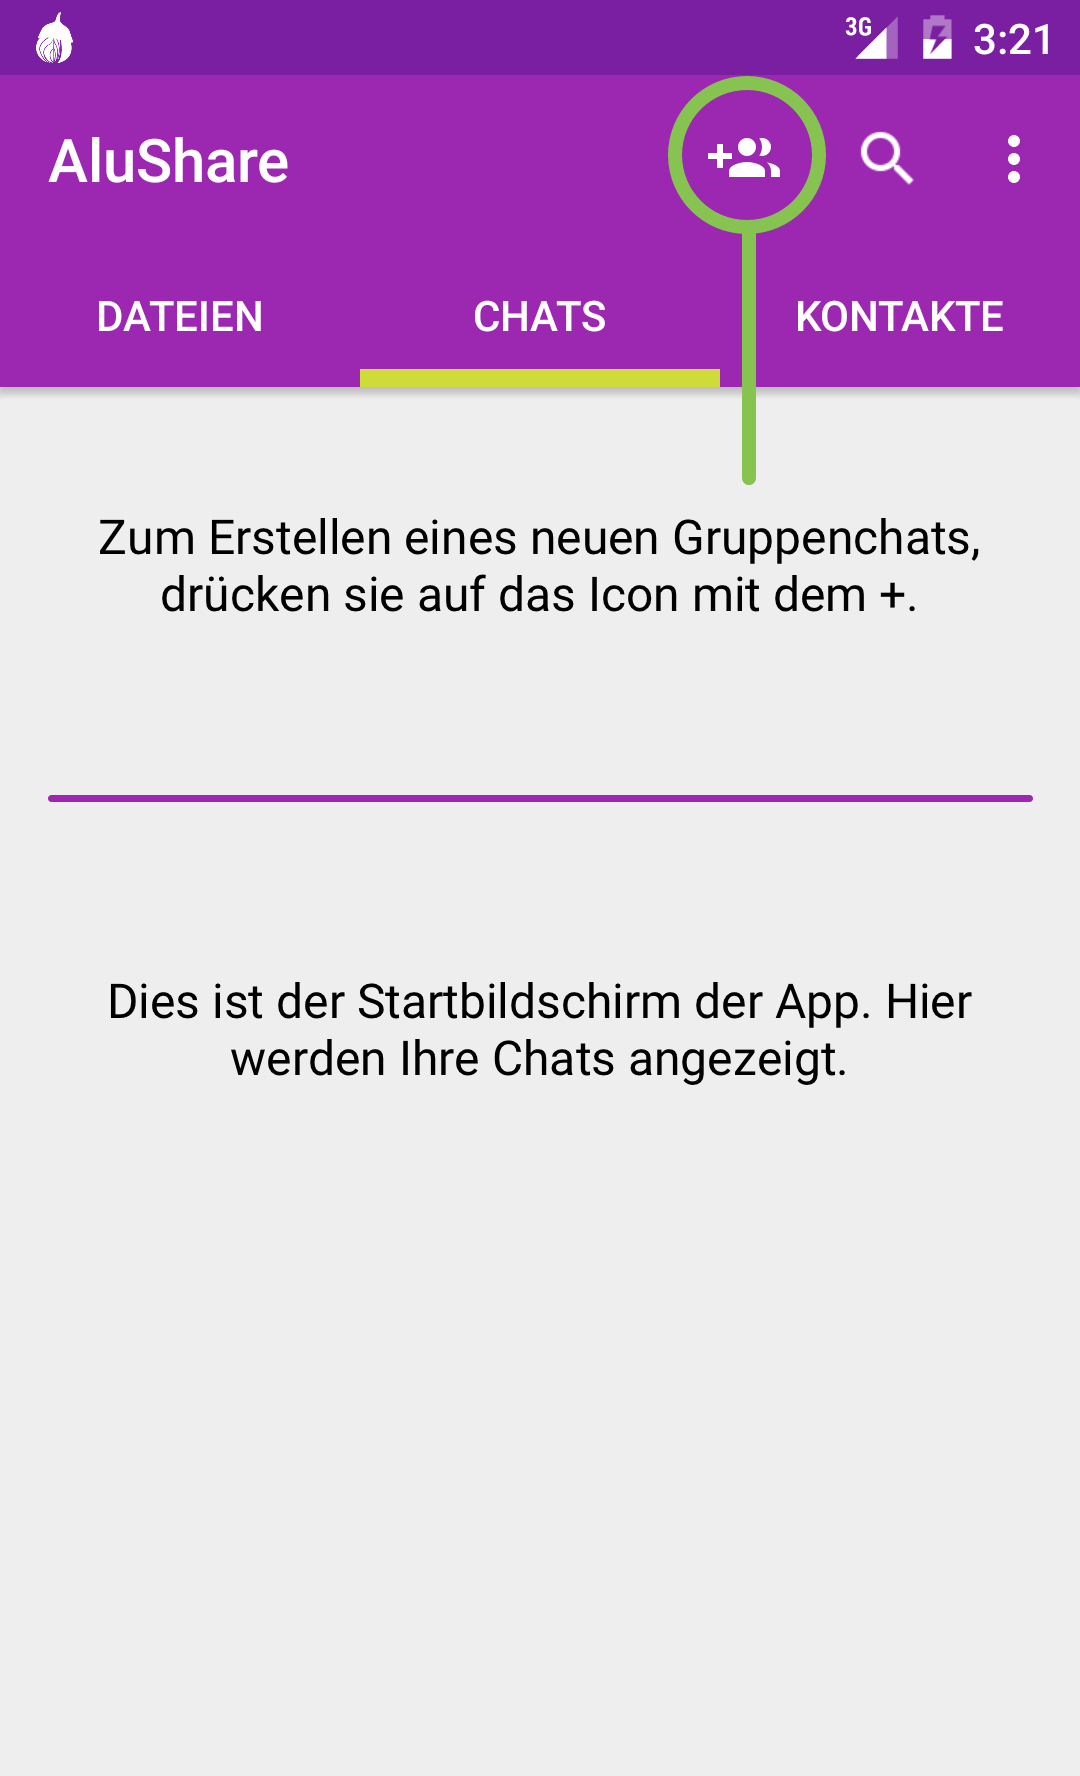 3G 3:21
AluShare
DATEIEN CHATS KONTAKTE
Zum Erstellen eines neuen Gruppenchats,
drücken sie auf das Icon mit dem +.
Dies ist der Startbildschirm der App. Hier
werden Ihre Chats angezeigt.